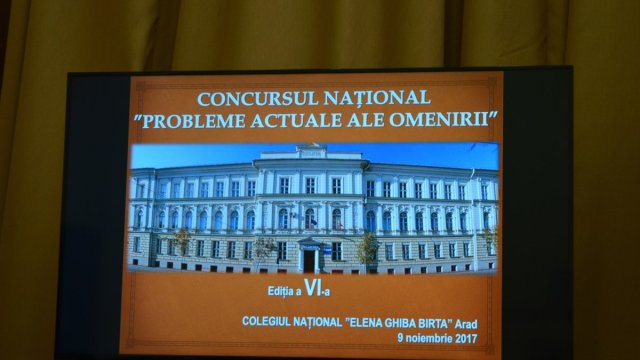 CONCURSUL NAȚIONAL
"PROBLEME ACTUALE ALE OMENIRII"
Ediția a VI-a
COLEGIUL NAȚIONAL "ELENA GHIBA BIRTA" Arad
9 noiembrie 2017